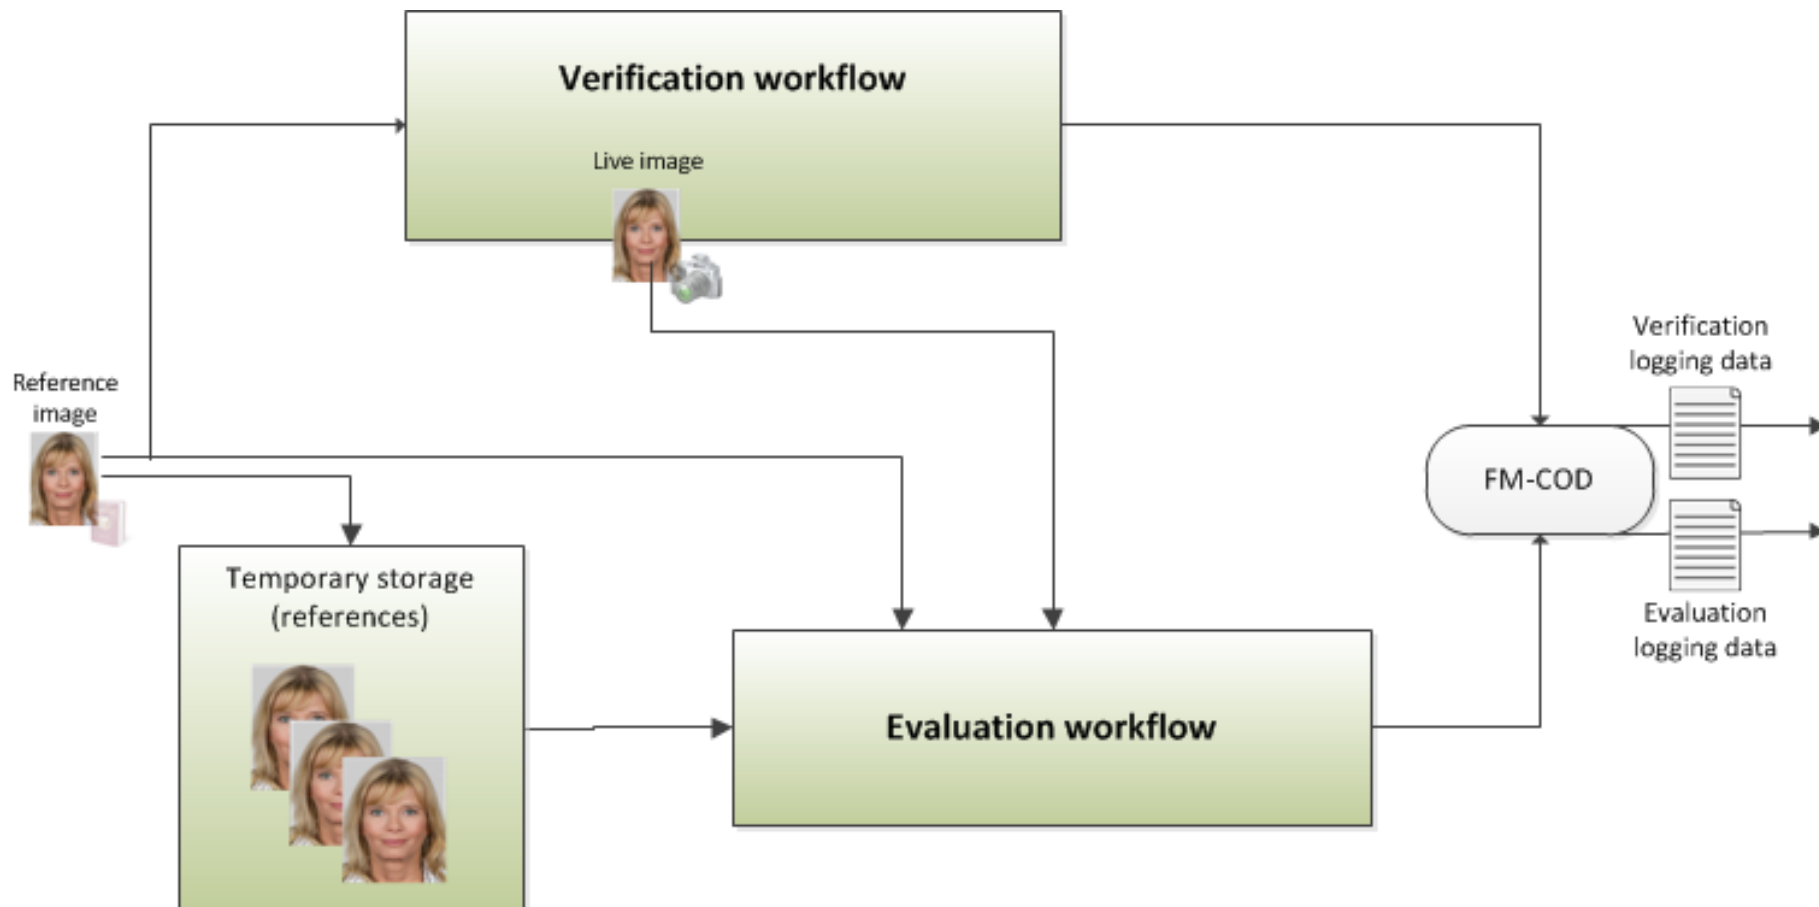 Verification workflow
Live image
Reference
image
Verification
logging data
FM-COD
Temporary storage
(references)
Evaluation workflow
Evaluation
logging data